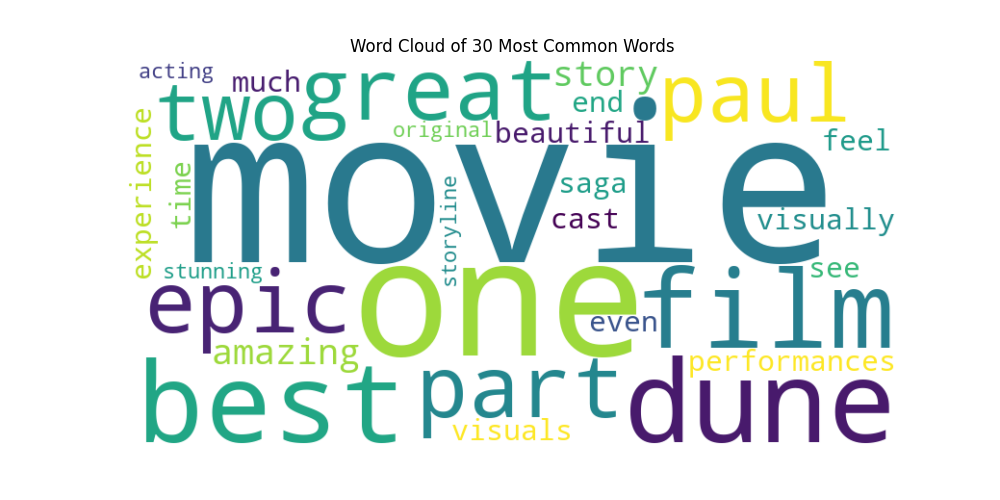 Word Cloud of 30 Most Common Words
acting
much
great
story
paul
two
end
original
beautiful
feel
experience
time
movie
storyline
saga
cast
visually
stunning
see
epic
one
film
even
amazing
performances
best
part
dune
visuals